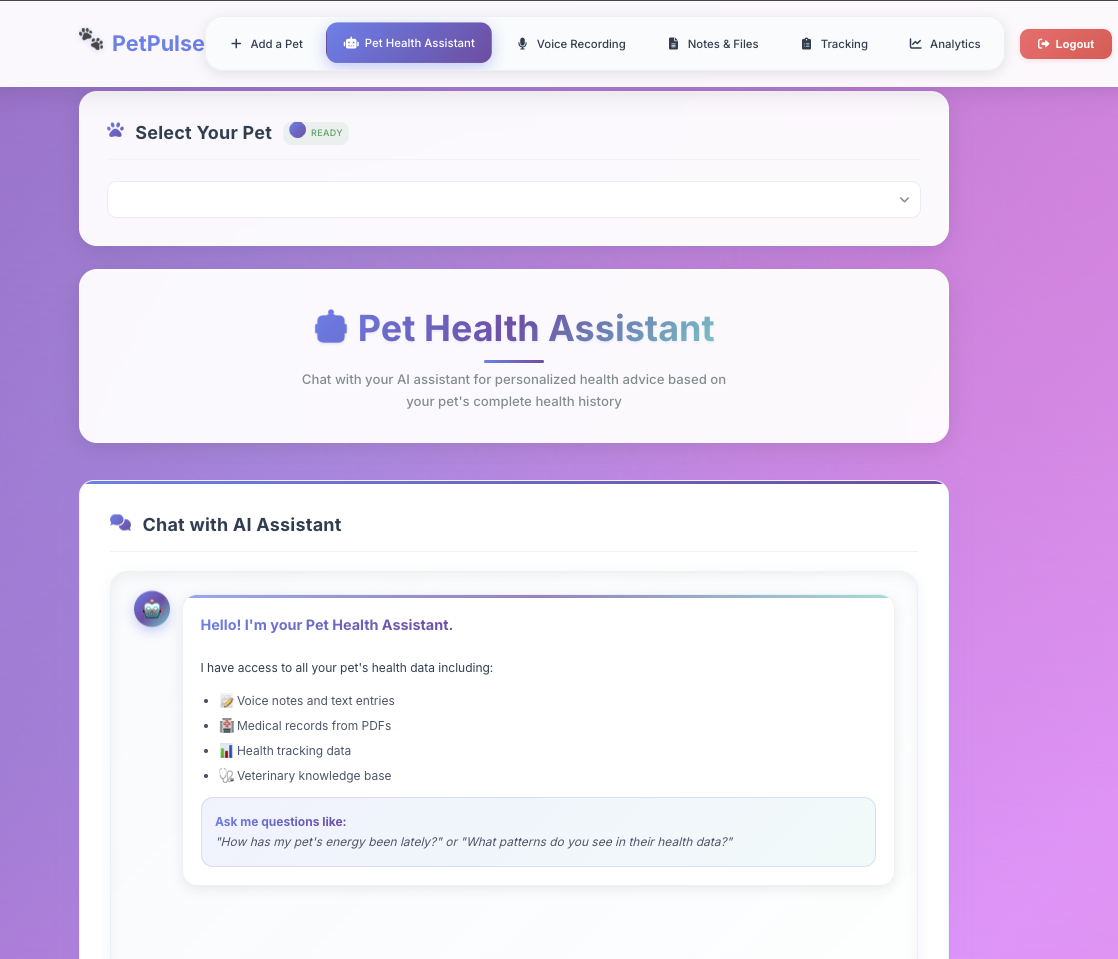 PetPulse
Add a Pet
Pet Health Assistant
Voice Recording
Notes & Files
Tracking
Analytics
Logout
Select Your Pet
READY
Pet Health Assistant
Chat with your AI assistant for personalized health advice based on
your pet's complete health history
Chat with AI Assistant
Hello! I'm your Pet Health Assistant.
I have access to all your pet's health data including:
Voice notes and text entries
Medical records from PDFs
Health tracking data
Veterinary knowledge base
Ask me questions like:
"How has my pet's energy been lately?" or "What patterns do you see in their health data?"